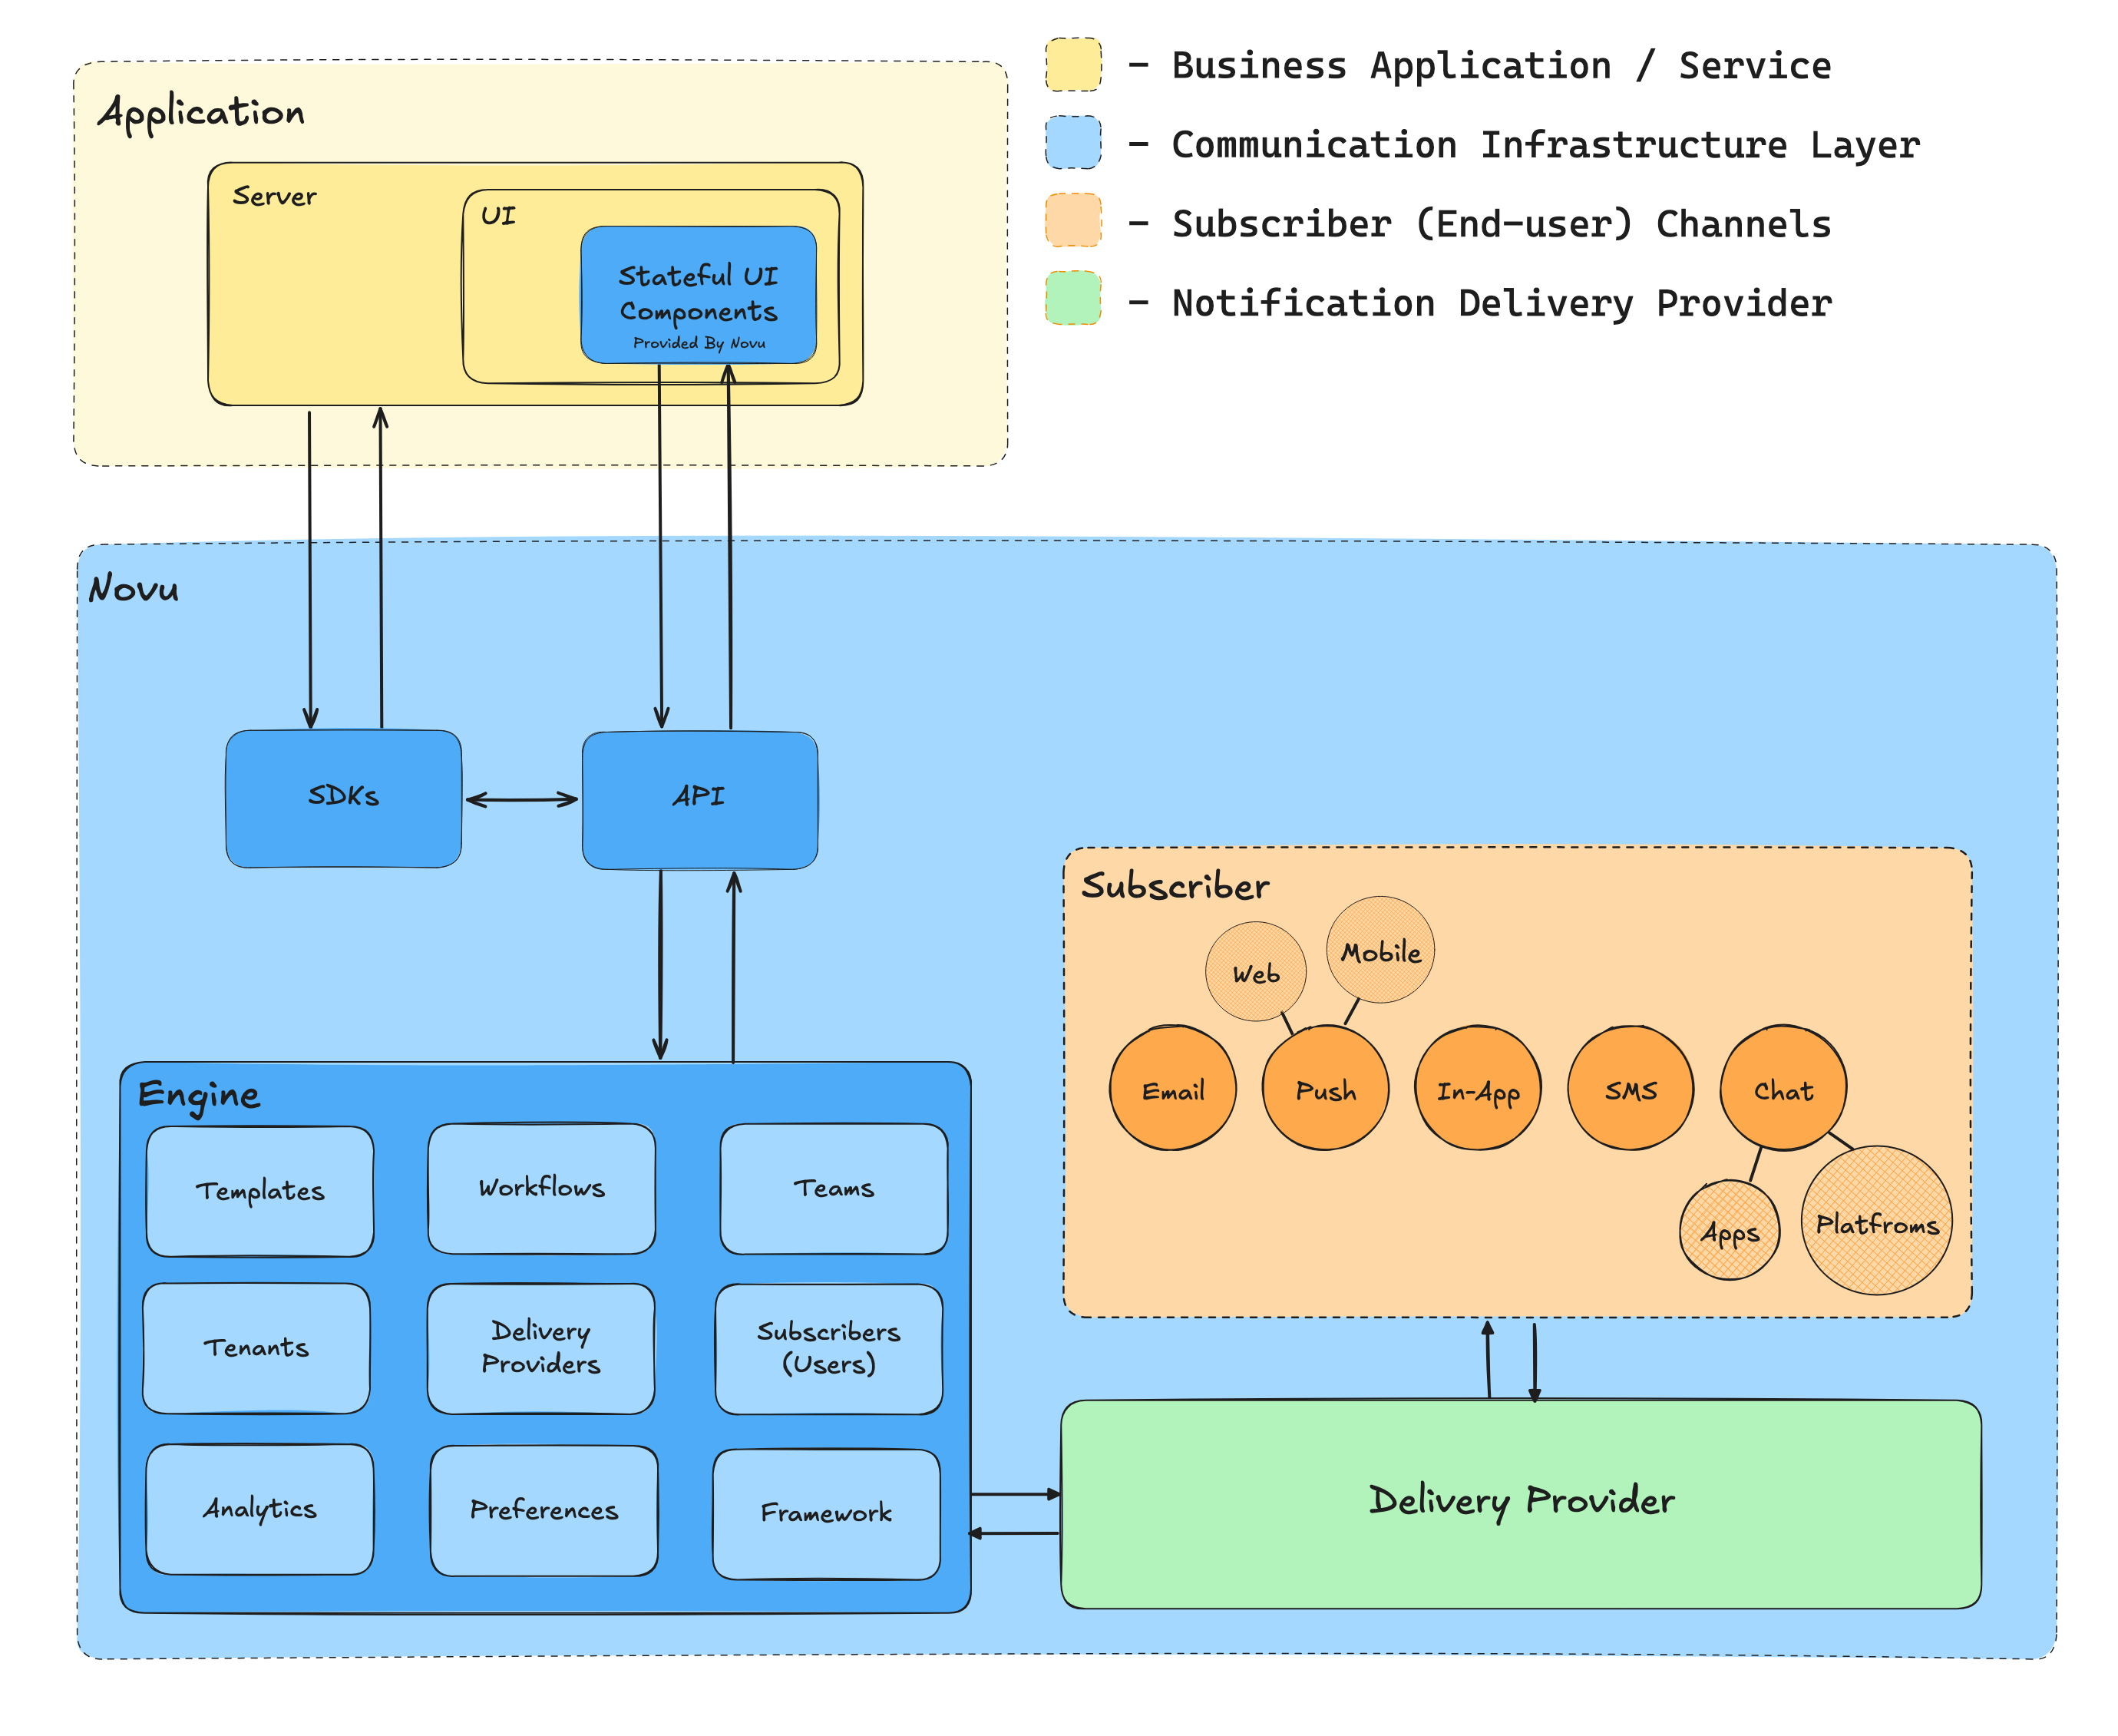 Application
Server
UI
Stateful UI
Components
Provided By Novu
- Business Application / Service
- Communication Infrastructure Layer
- Subscriber (End-user) Channels
- Notification Delivery Provider
Novu
SDKs
API
Engine
Templates
Workflows
Teams
Tenants
Delivery
Providers
Subscribers
(Users)
Analytics
Preferences
Framework
Subscriber
Web
Mobile
Email
Push
In-App
SMS
Chat
Apps
Platfroms
Delivery Provider